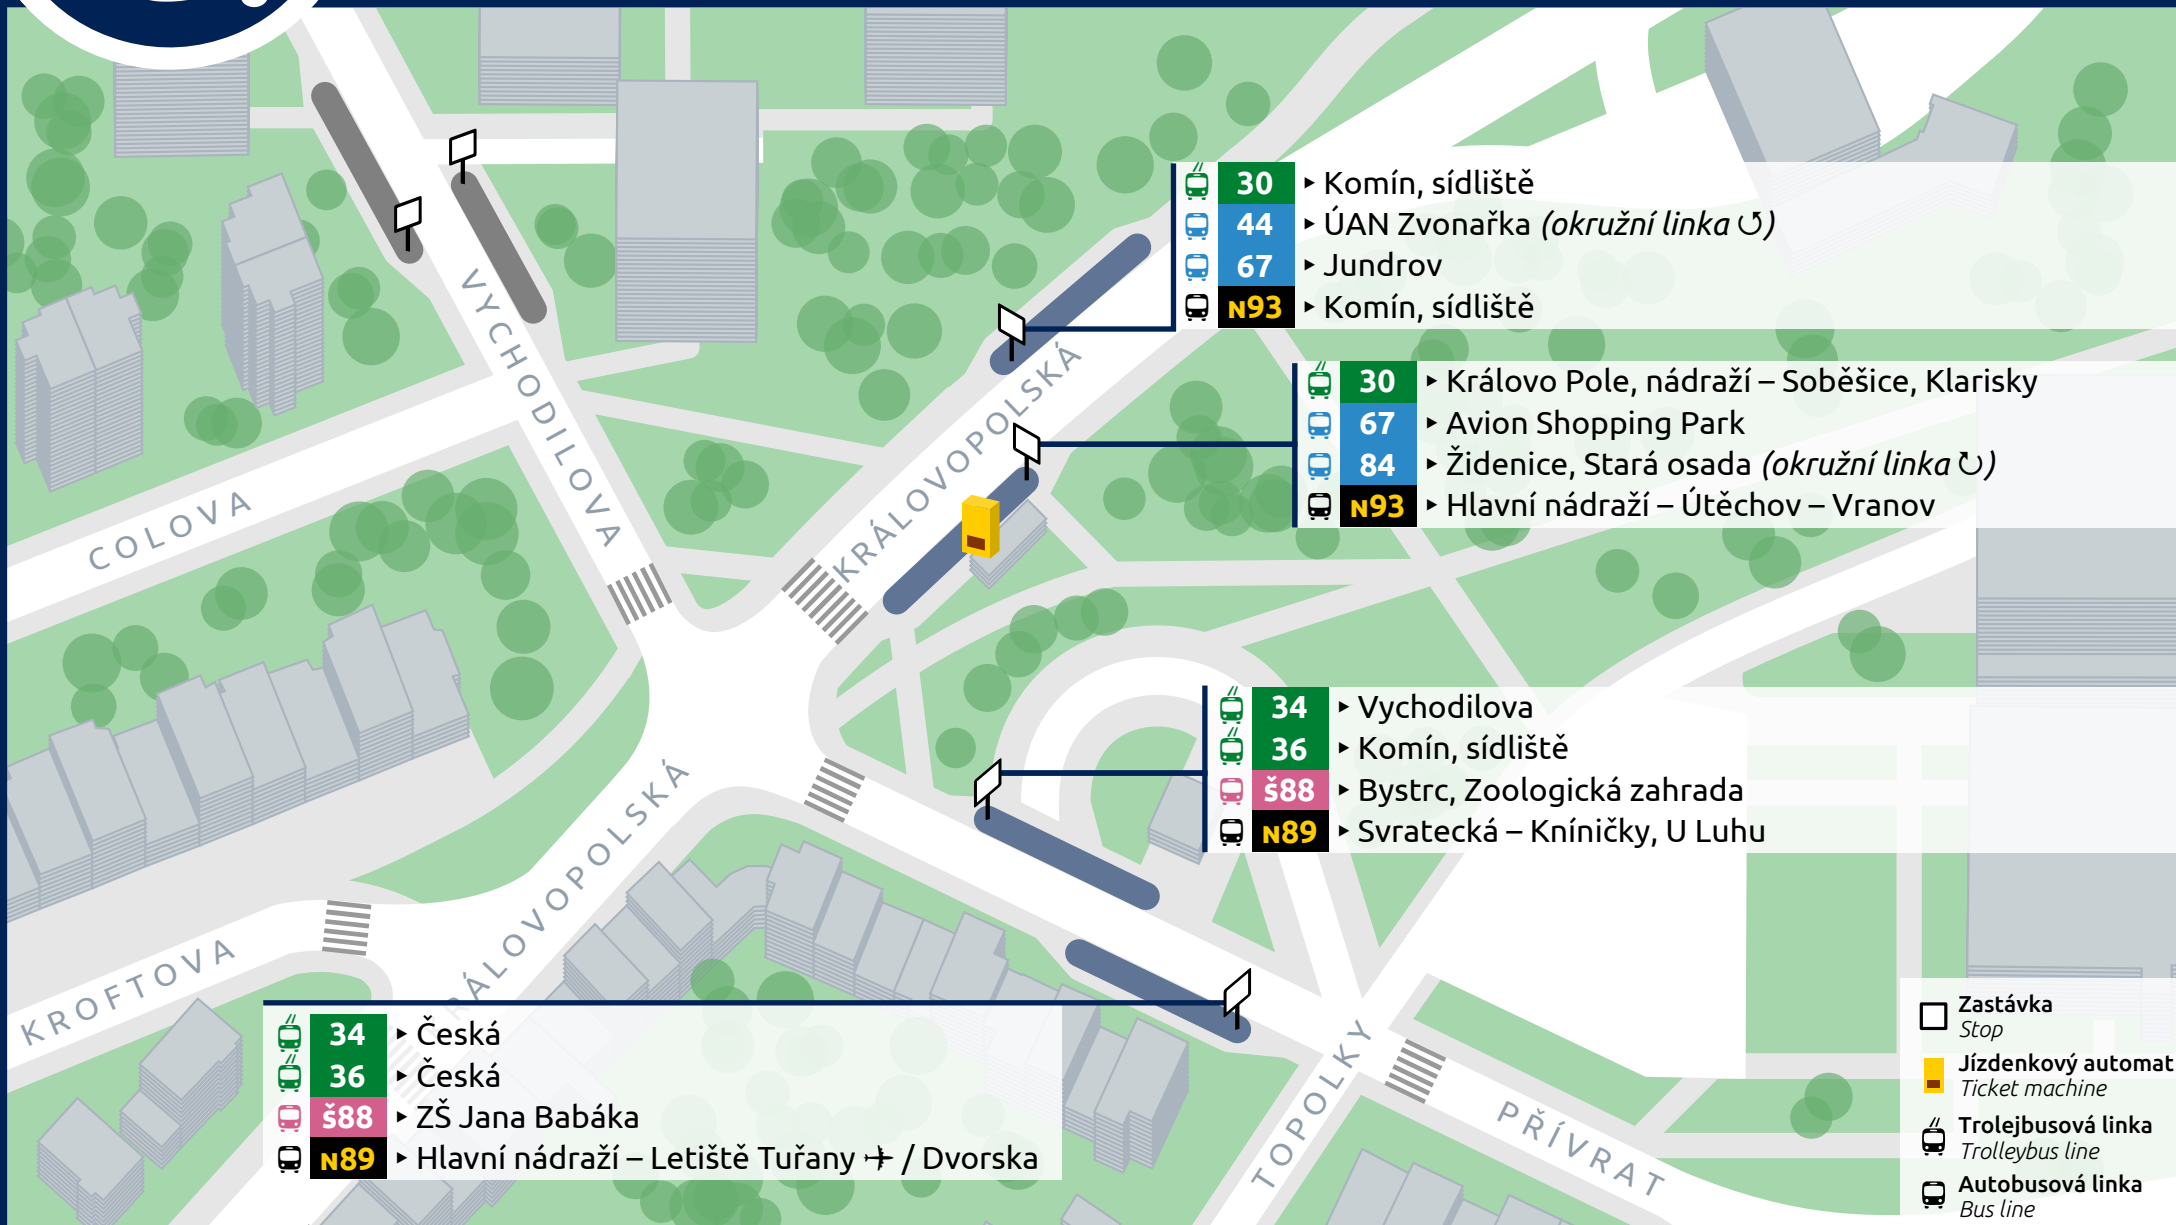 30 ▸ Komín, sídliště
44 ▸ ÚAN Zvonařka (okružní linka ↺)
67 ▸ Jundrov
N93 ▸ Komín, sídliště
30 ▸ Královo Pole, nádraží – Soběšice, Klarisky
67 ▸ Avion Shopping Park
84 ▸ Židenice, Stará osada (okružní linka ↻)
N93 ▸ Hlavní nádraží – Útěchov – Vranov
VYCHODILOVA
KRÁLOVOPOLSKÁ
COLOVA
34 ▸ Vychodilova
36 ▸ Komín, sídliště
š88 ▸ Bystrc, Zoologická zahrada
N89 ▸ Svratecká – Kníničky, U Luhu
KRÁLOVOPOLSKÁ
KROFTOVA
34 ▸ Česká
36 ▸ Česká
š88 ▸ ZŠ Jana Babáka
N89 ▸ Hlavní nádraží – Letiště Tuřany ✈ / Dvorska
TOPOLKY
PŘÍVRAT
Zastávka
Stop
Jízdenkový automat
Ticket machine
Trolejbusová linka
Trolleybus line
Autobusová linka
Bus line